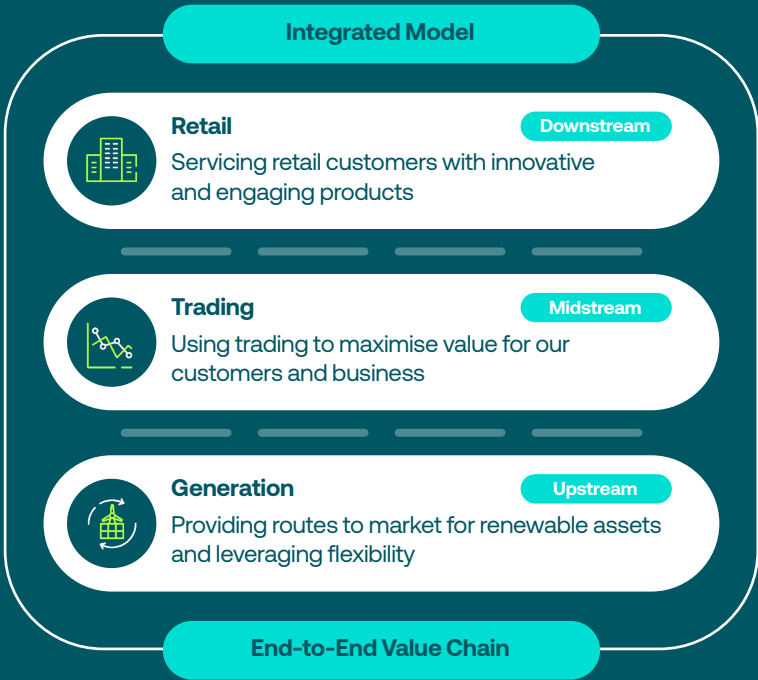 Integrated Model
Retail
Downstream
Servicing retail customers with innovative
and engaging products
Trading
Midstream
Using trading to maximise value for our
customers and business
Generation
Upstream
Providing routes to market for renewable assets
and leveraging flexibility
End-to-End Value Chain